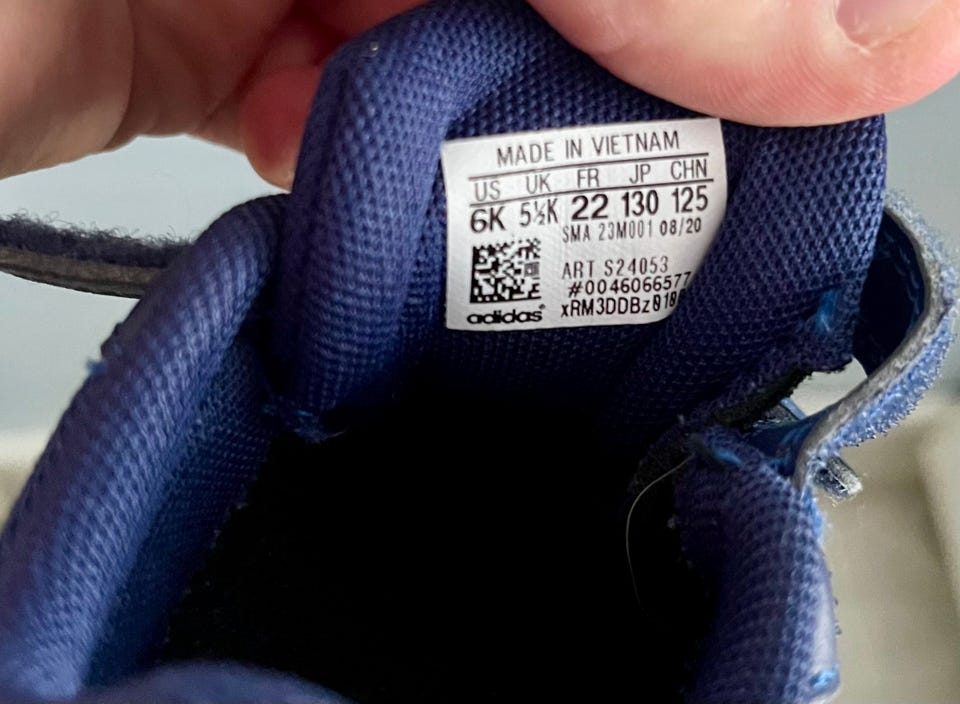 MADE IN VIETNAM
US UK FR JP CHN
6K 5½K 22 130 125
SMA 23M001 08/20
ART S24053
#0046066577
xRM3DDBz010
adidas